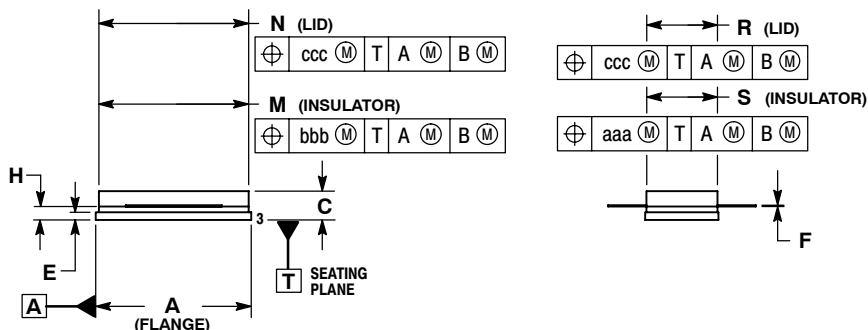 N (LID)
⌖ ccc Ⓜ T A Ⓜ B Ⓜ
M (INSULATOR)
⌖ bbb Ⓜ T A Ⓜ B Ⓜ
R (LID)
⌖ ccc Ⓜ T A Ⓜ B Ⓜ
S (INSULATOR)
⌖ aaa Ⓜ T A Ⓜ B Ⓜ
H
C
3
E
F
T SEATING
PLANE
A
A
(FLANGE)